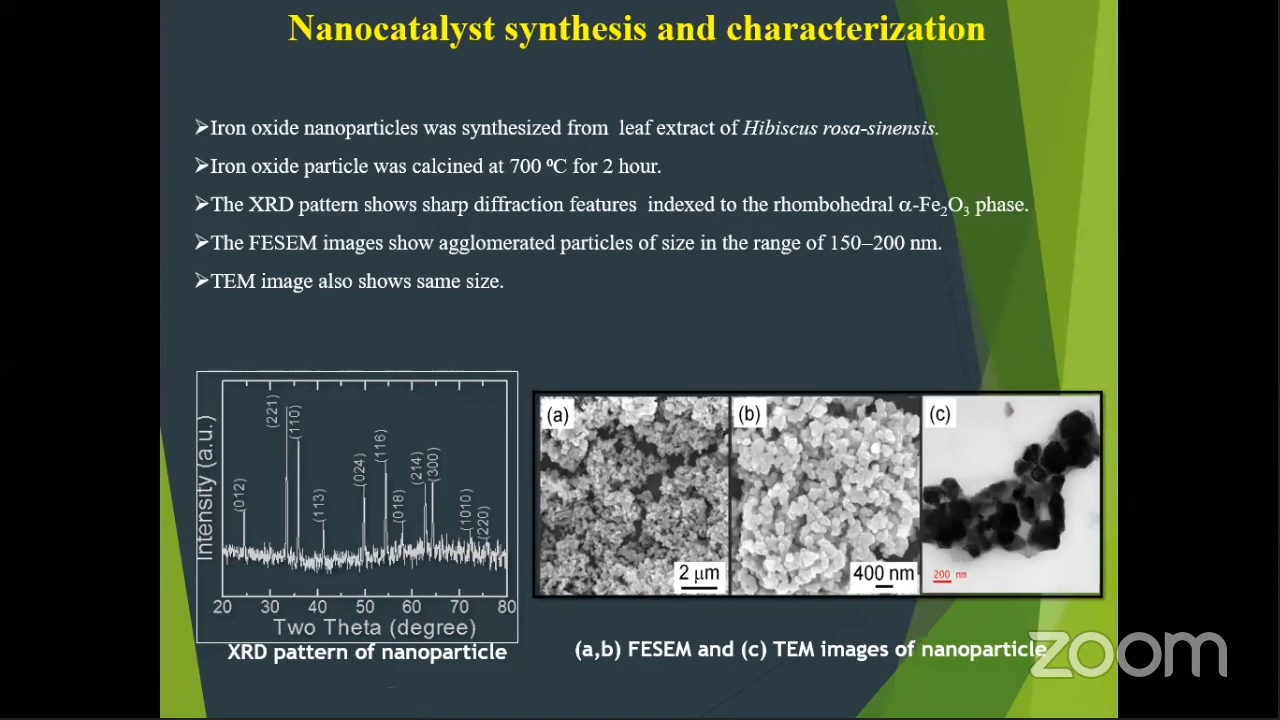 Nanocatalyst synthesis and characterization
➢Iron oxide nanoparticles was synthesized from leaf extract of Hibiscus rosa-sinensis.
➢Iron oxide particle was calcined at 700 ⁰C for 2 hour.
➢The XRD pattern shows sharp diffraction features indexed to the rhombohedral α-Fe₂O₃ phase.
➢The FESEM images show agglomerated particles of size in the range of 150–200 nm.
➢TEM image also shows same size.
Intensity (a.u.)
(012)
(221)
(110)
(113)
(024)
(116)
(018)
(214)
(300)
(1010)
(220)
20 30 40 50 60 70 80
Two Theta (degree)
XRD pattern of nanoparticle
(a)
2 μm
(b)
400 nm
(c)
200 nm
(a,b) FESEM and (c) TEM images of nanoparticle
zoom